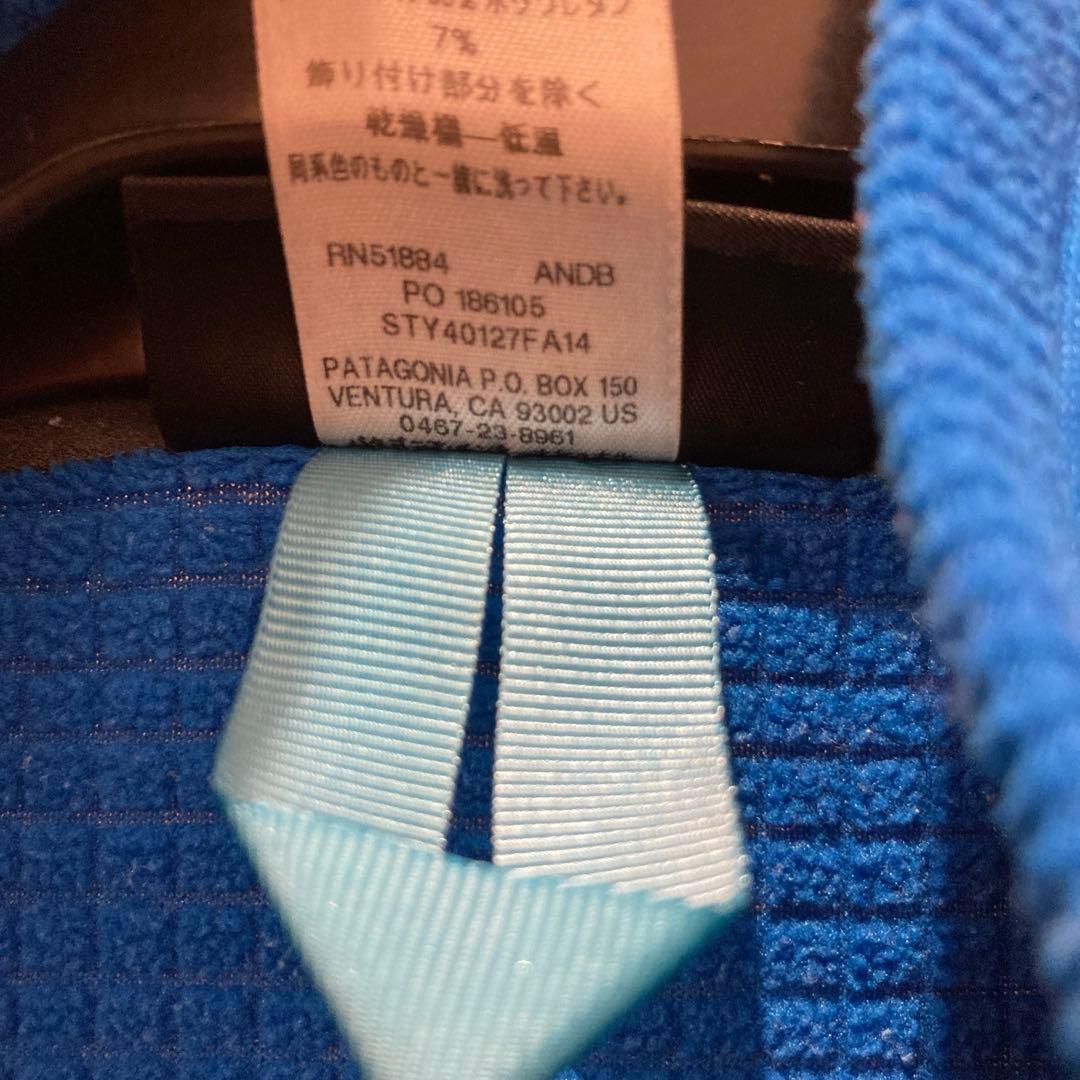 7%
飾り付け部分を除く
乾燥機―低温
同系色のものと一緒に洗って下さい。
RN51884 ANDB
PO 186105
STY40127FA14
PATAGONIA P.O. BOX 150
VENTURA, CA 93002 US
0467-23-8961